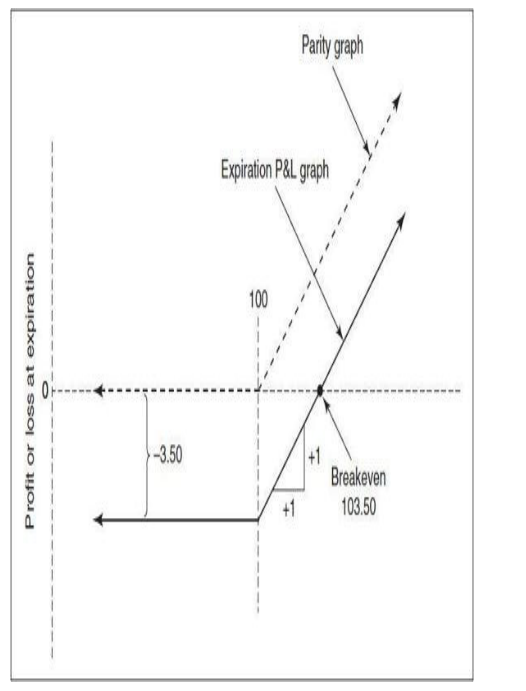 Parity graph
Expiration P&L graph
100
Profit or loss at expiration
0
–3.50
+1
+1
Breakeven
103.50